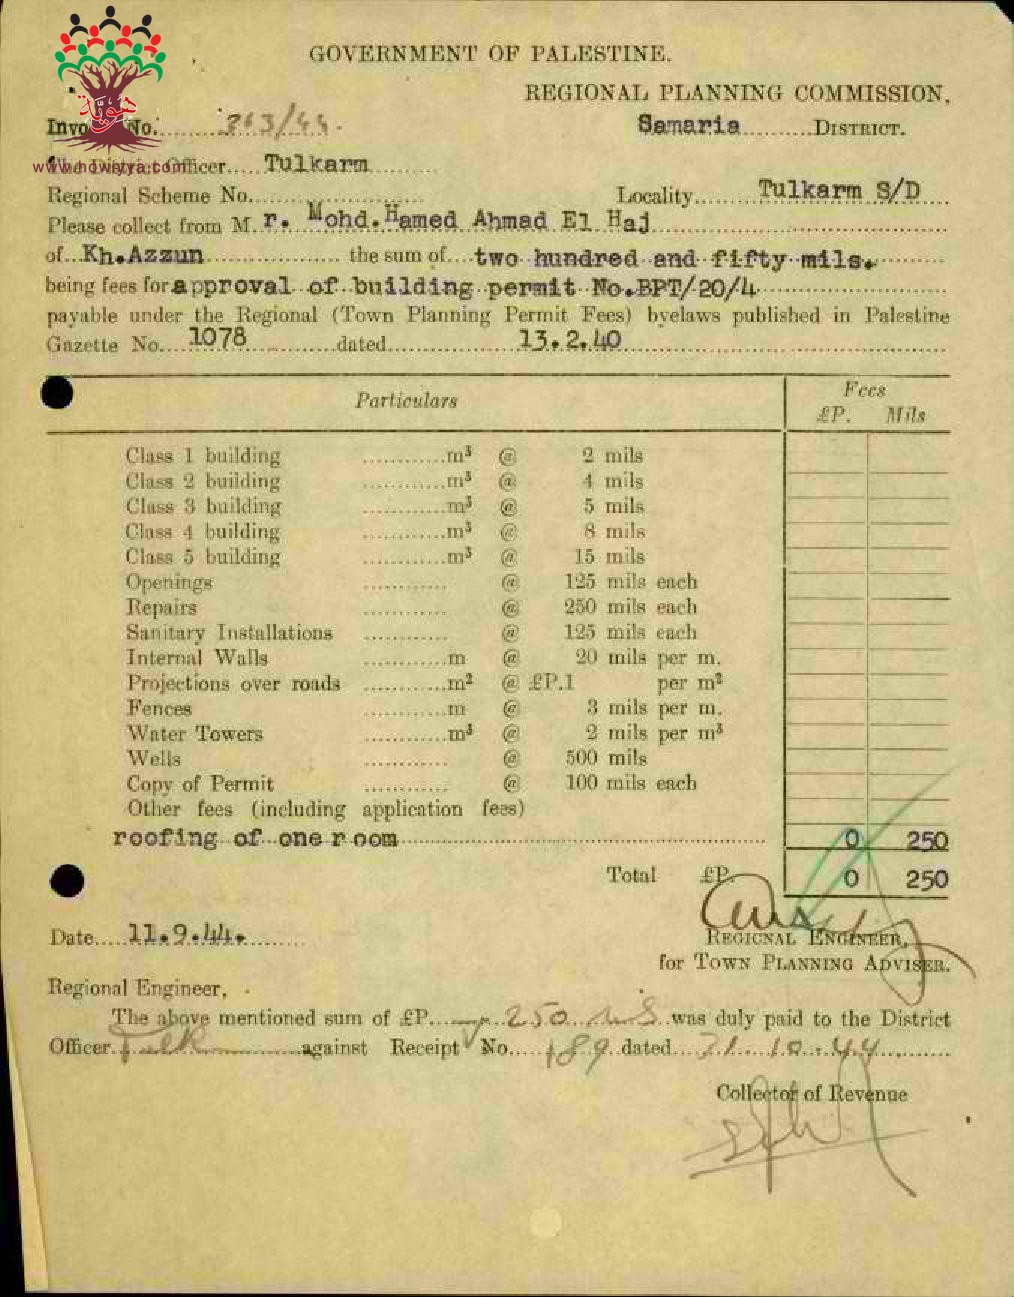 GOVERNMENT OF PALESTINE.
REGIONAL PLANNING COMMISSION,
هوية
Invo No. 263/44.
Samaria DISTRICT.
www.howiyya.com
The District Officer Tulkarm
Regional Scheme No.
Locality Tulkarm S/D
Please collect from M r. Mohd.Hamed Ahmad El Haj
of Kh.Azzun the sum of two hundred and fifty mils.
being fees for approval of building permit No.BPT/20/4
payable under the Regional (Town Planning Permit Fees) byelaws published in Palestine
Gazette No. 1078 dated 13.2.40
Particulars Fees
£P. Mils
Class 1 building m³ @ 2 mils
Class 2 building m³ @ 4 mils
Class 3 building m³ @ 5 mils
Class 4 building m³ @ 8 mils
Class 5 building m³ @ 15 mils
Openings @ 125 mils each
Repairs @ 250 mils each
Sanitary Installations @ 125 mils each
Internal Walls m @ 20 mils per m.
Projections over roads m² @ £P.1 per m²
Fences m @ 3 mils per m.
Water Towers m³ @ 2 mils per m³
Wells @ 500 mils
Copy of Permit @ 100 mils each
Other fees (including application fees)
roofing of one room 0 250
Total £P. 0 250
Date 11.9.44.
REGIONAL ENGINEER,
for TOWN PLANNING ADVISER.
Regional Engineer,
The above mentioned sum of £P. 250 mls was duly paid to the District
Officer Tulk against Receipt No. 189 dated 31.10.44
Collector of Revenue